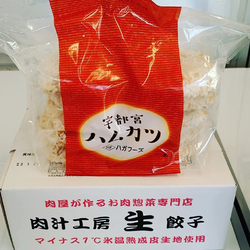 宇都宮
ハムカツ
ハガフーズ
肉屋が作るお肉惣菜専門店
肉汁工房 生 餃子
マイナス1℃氷温熟成皮生地使用